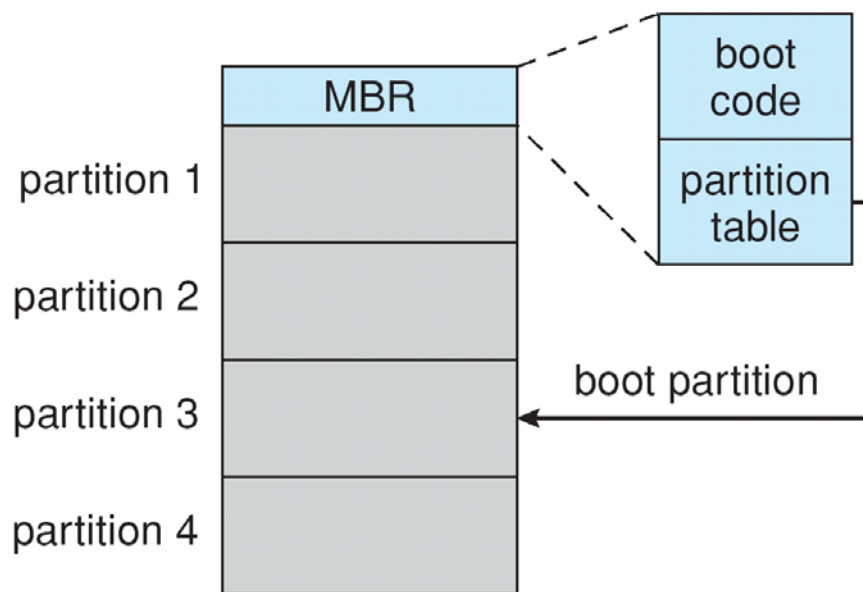 MBR
boot
code
partition
table
partition 1
partition 2
boot partition
partition 3
partition 4